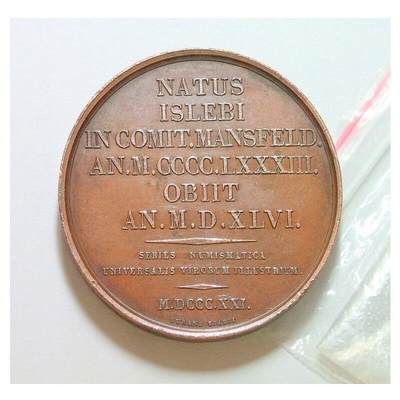 NATUS
ISLEBI
IN COMIT. MANSFELD.
AN. M. CCCC. LXXXIII.
OBIIT
AN. M. D. XLVI.
SERIES NUMISMATICA
UNIVERSALIS VIRORUM ILLUSTRIUM.
M. DCCC. XXI.